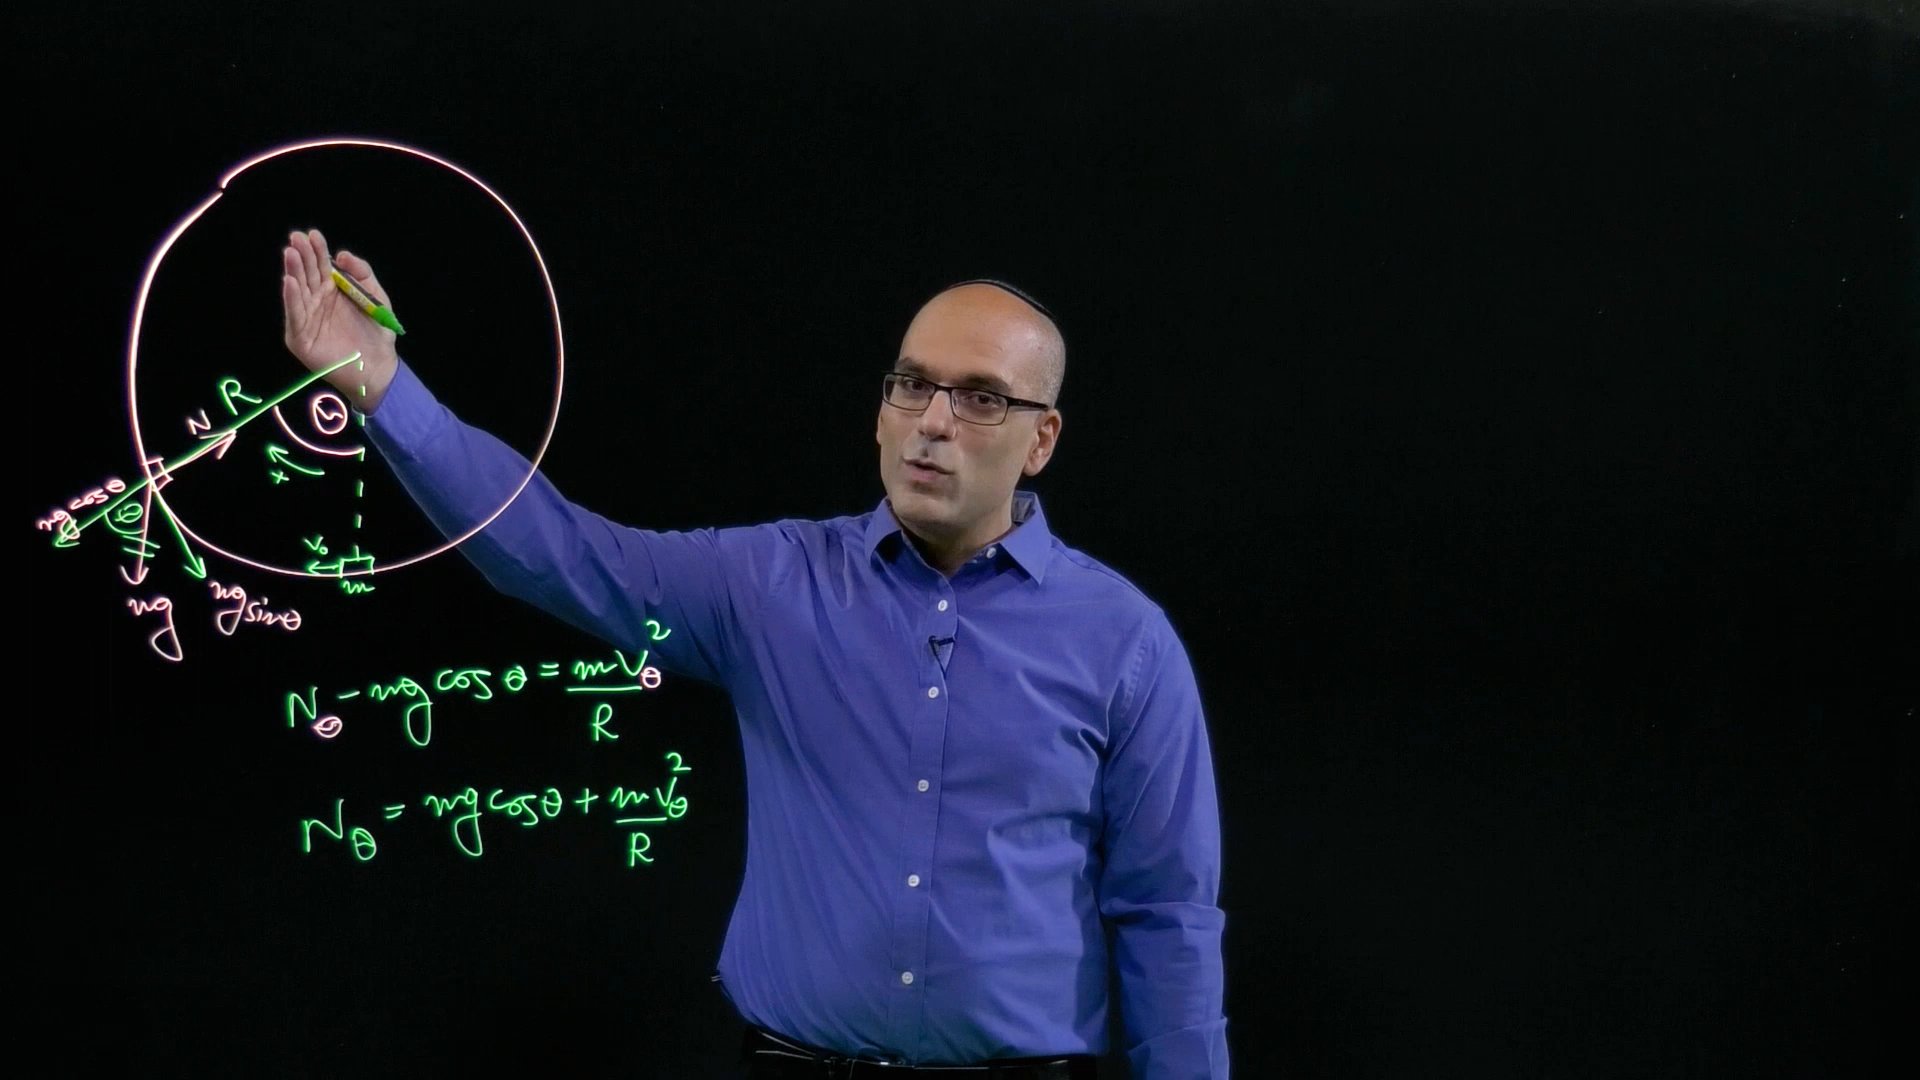 R
N
θ
x
mg cosθ
θ
v₀
m
mg
mg sinθ
N_θ - mg cos θ = mV_θ² / R
N_θ = mg cosθ + mV_θ² / R